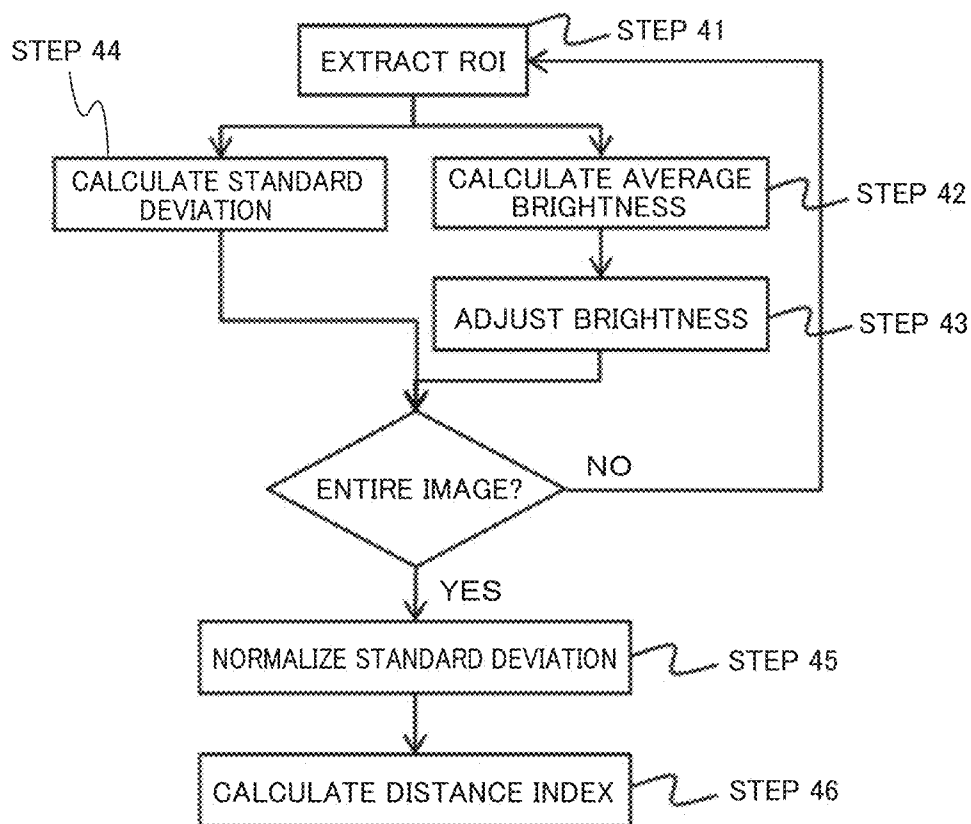 STEP 41
EXTRACT ROI
STEP 44
CALCULATE STANDARD
DEVIATION
CALCULATE AVERAGE
BRIGHTNESS
STEP 42
ADJUST BRIGHTNESS
STEP 43
ENTIRE IMAGE?
NO
YES
NORMALIZE STANDARD DEVIATION
STEP 45
CALCULATE DISTANCE INDEX
STEP 46